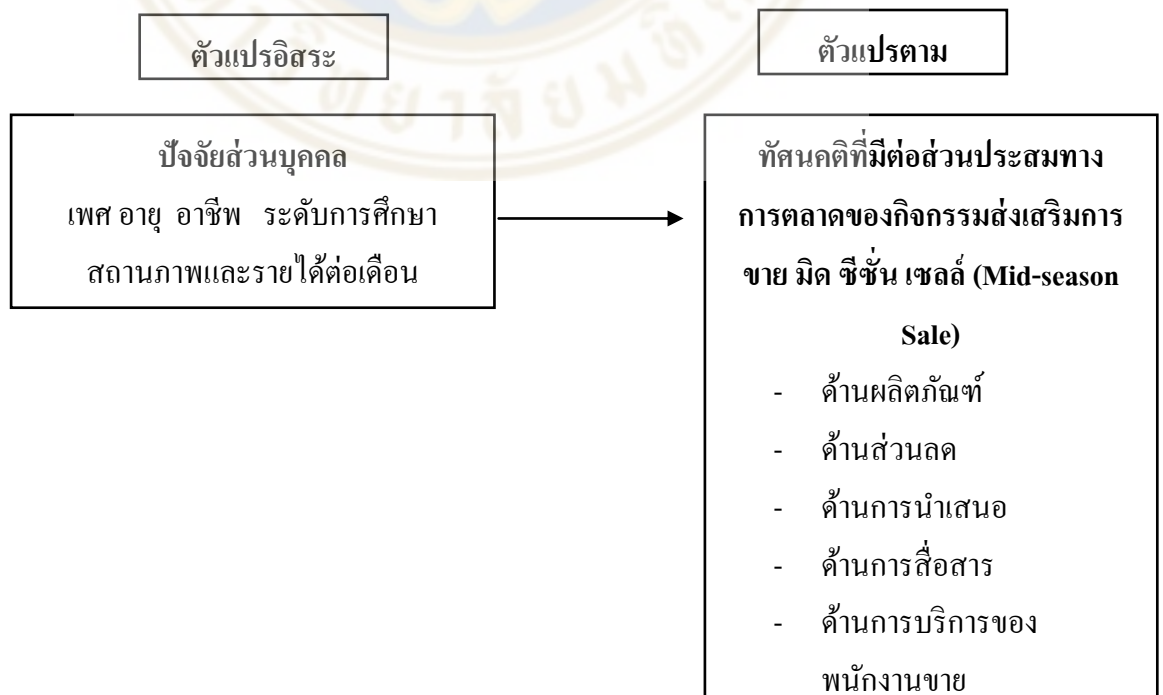 ตัวแปรอิสระ
ตัวแปรตาม
ปัจจัยส่วนบุคคล
เพศ อายุ อาชีพ ระดับการศึกษา
สถานภาพและรายได้ต่อเดือน
ทัศนคติที่มีต่อส่วนประสมทาง
การตลาดของกิจกรรมส่งเสริมการ
ขาย มิด ซีซั่น เซลล์ (Mid-season
Sale)
- ด้านผลิตภัณฑ์
- ด้านส่วนลด
- ด้านการนำเสนอ
- ด้านการสื่อสาร
- ด้านการบริการของ
พนักงานขาย